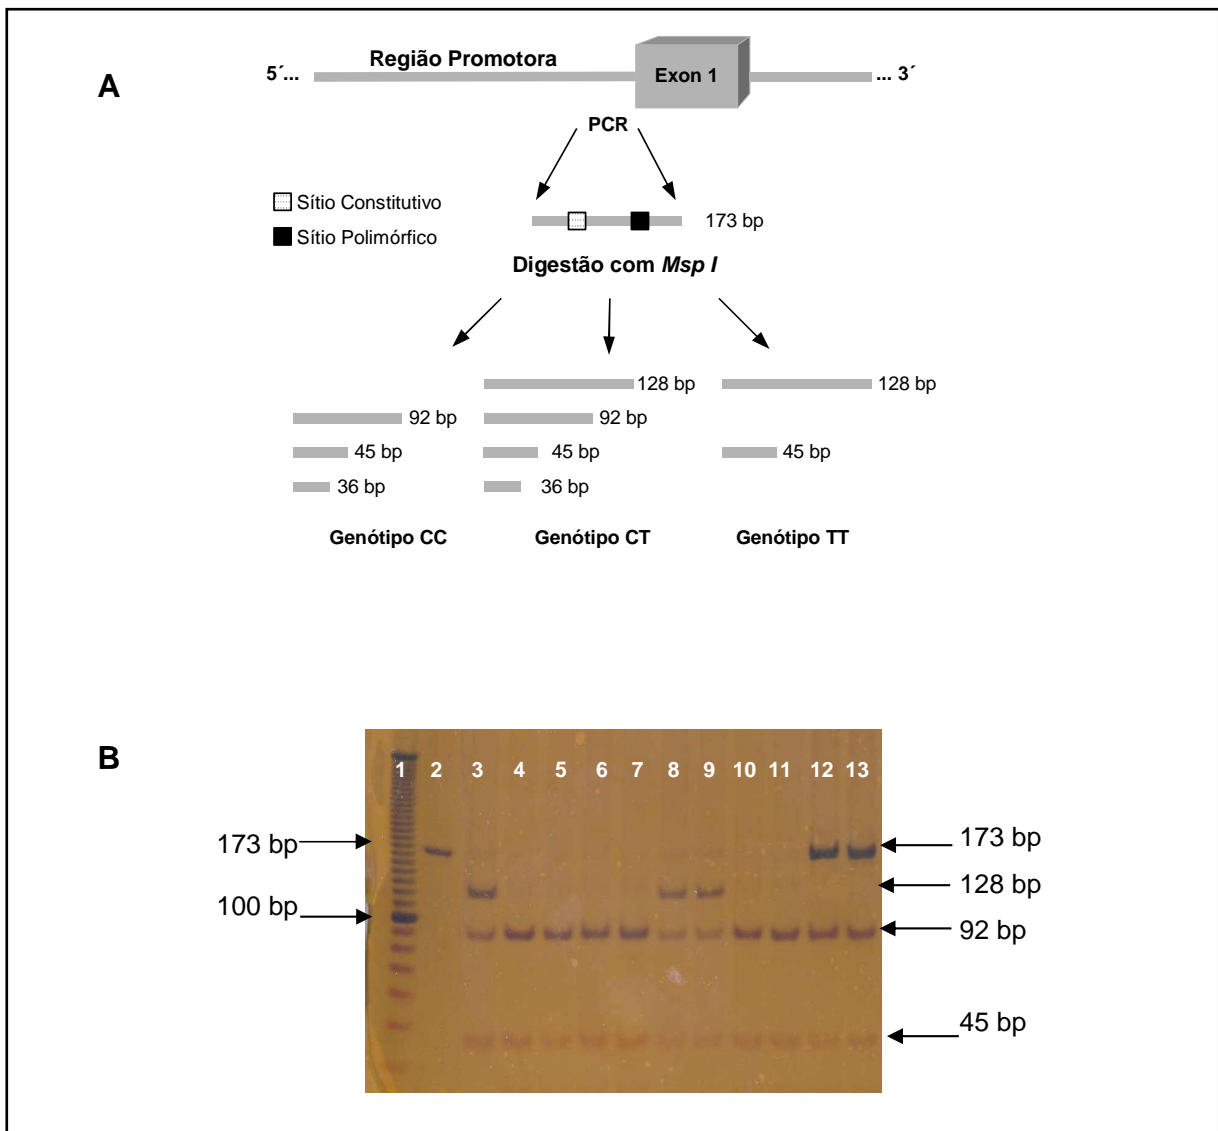 A
5´... Região Promotora Exon 1 ... 3´
PCR
Sítio Constitutivo
Sítio Polimórfico
173 bp
Digestão com Msp I
128 bp 128 bp
92 bp 92 bp
45 bp 45 bp 45 bp
36 bp 36 bp
Genótipo CC Genótipo CT Genótipo TT
B
1 2 3 4 5 6 7 8 9 10 11 12 13
173 bp 173 bp
128 bp
100 bp
92 bp
45 bp